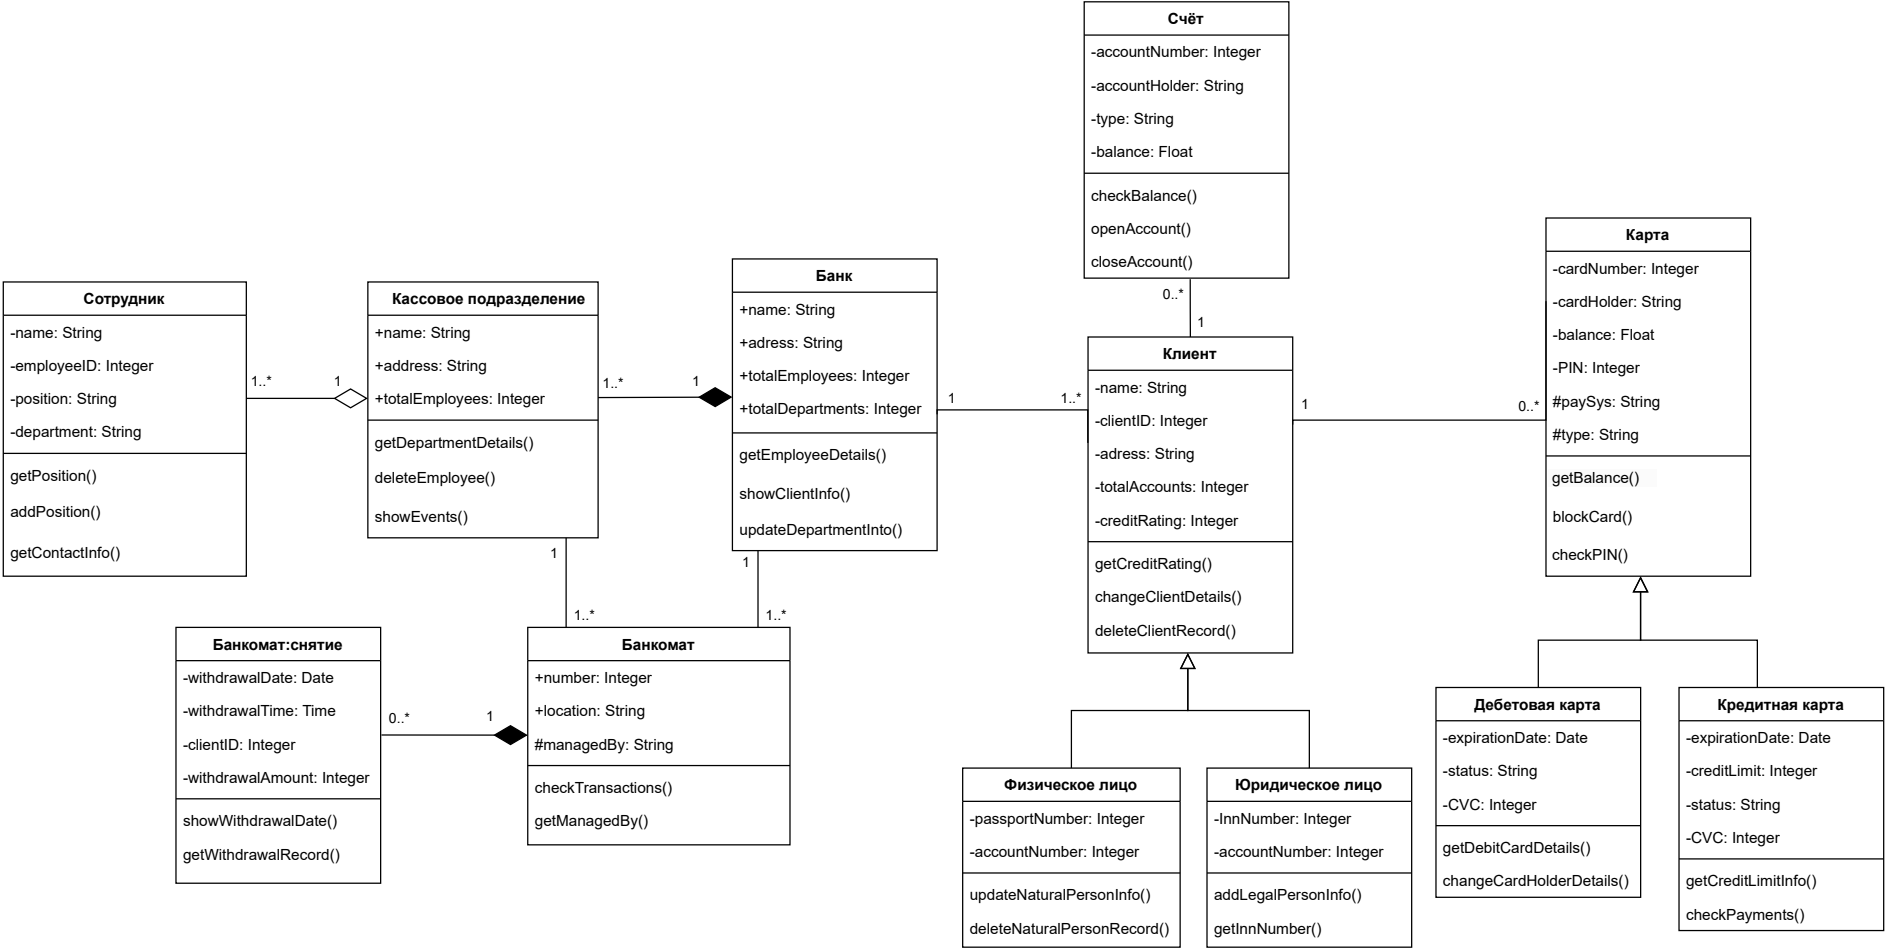 Счёт
-accountNumber: Integer
-accountHolder: String
-type: String
-balance: Float
checkBalance()
openAccount()
closeAccount()
0..*
1
Карта
-cardNumber: Integer
-cardHolder: String
-balance: Float
-PIN: Integer
#paySys: String
#type: String
getBalance()
blockCard()
checkPIN()
Сотрудник
-name: String
-employeeID: Integer
-position: String
-department: String
getPosition()
addPosition()
getContactInfo()
1..*
1
Кассовое подразделение
+name: String
+address: String
+totalEmployees: Integer
getDepartmentDetails()
deleteEmployee()
showEvents()
1..*
1
Банк
+name: String
+adress: String
+totalEmployees: Integer
+totalDepartments: Integer
getEmployeeDetails()
showClientInfo()
updateDepartmentInto()
1
1..*
Клиент
-name: String
-clientID: Integer
-adress: String
-totalAccounts: Integer
-creditRating: Integer
getCreditRating()
changeClientDetails()
deleteClientRecord()
1
0..*
1
1..*
1
1..*
Банкомат:снятие
-withdrawalDate: Date
-withdrawalTime: Time
-clientID: Integer
-withdrawalAmount: Integer
showWithdrawalDate()
getWithdrawalRecord()
0..*
1
Банкомат
+number: Integer
+location: String
#managedBy: String
checkTransactions()
getManagedBy()
Физическое лицо
-passportNumber: Integer
-accountNumber: Integer
updateNaturalPersonInfo()
deleteNaturalPersonRecord()
Юридическое лицо
-InnNumber: Integer
-accountNumber: Integer
addLegalPersonInfo()
getInnNumber()
Дебетовая карта
-expirationDate: Date
-status: String
-CVC: Integer
getDebitCardDetails()
changeCardHolderDetails()
Кредитная карта
-expirationDate: Date
-creditLimit: Integer
-status: String
-CVC: Integer
getCreditLimitInfo()
checkPayments()